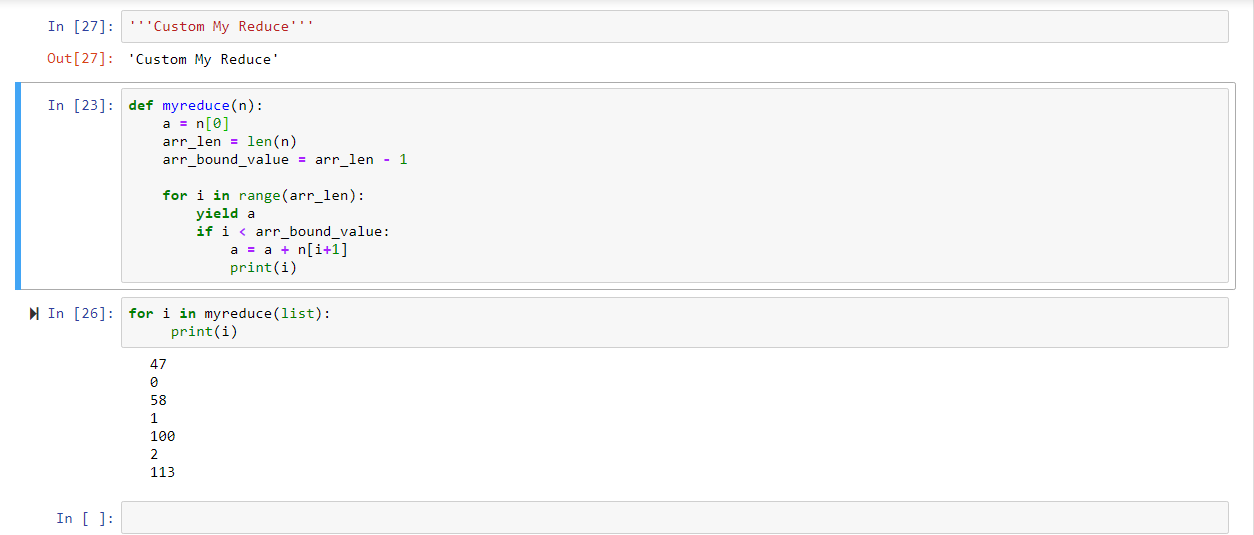 In [27]: '''Custom My Reduce'''
Out[27]: 'Custom My Reduce'
In [23]: def myreduce(n):
    a = n[0]
    arr_len = len(n)
    arr_bound_value = arr_len - 1

    for i in range(arr_len):
        yield a
        if i < arr_bound_value:
            a = a + n[i+1]
            print(i)
In [26]: for i in myreduce(list):
     print(i)
47
0
58
1
100
2
113
In [ ]: